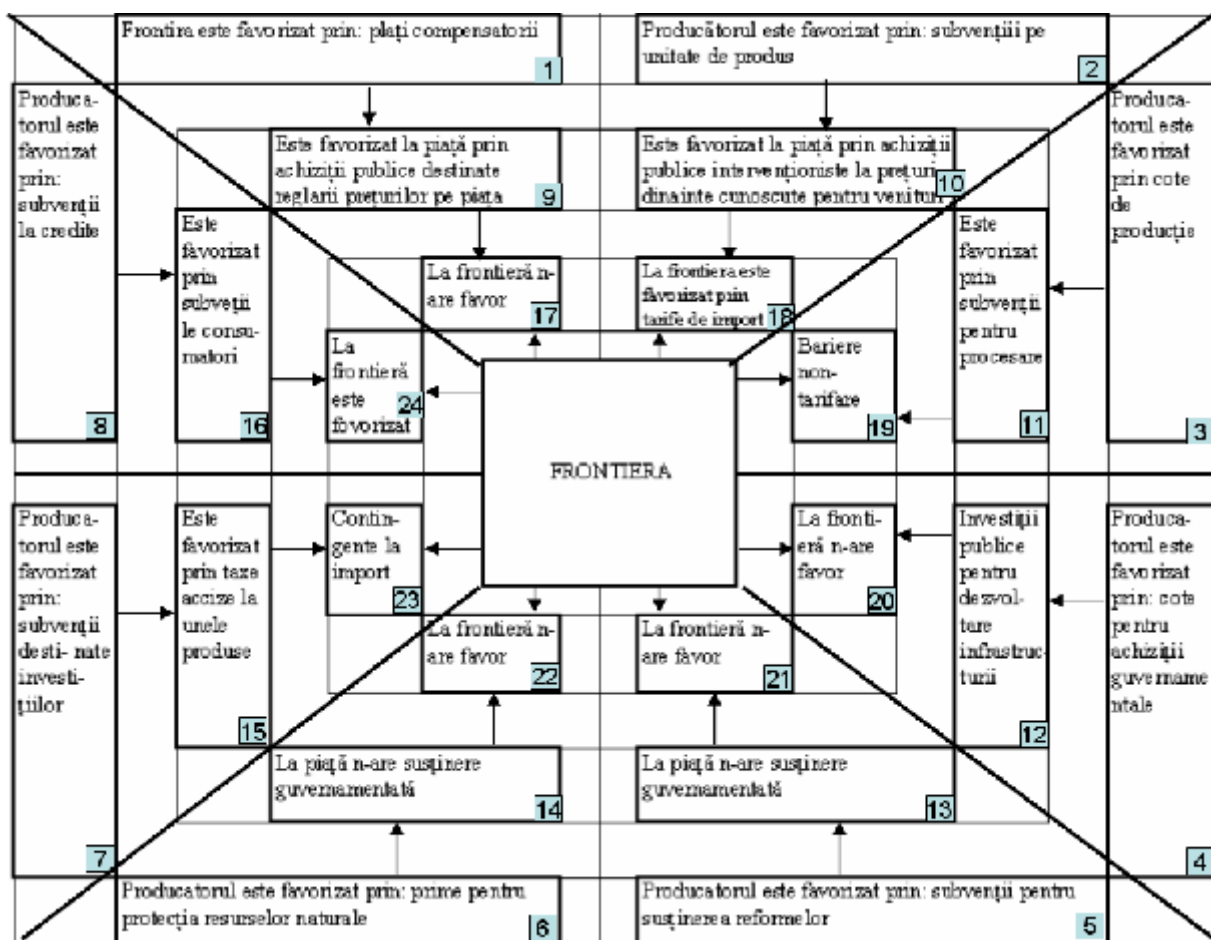 Frontira este favorizat prin: plați compensatorii
1
Producătorul este favorizat prin: subvențiii pe
unitate de produs
2
Produca-
torul este
favorizat
prin cote
de
producție
3
Produca-
torul este
favorizat
prin: cote
pentru
achiziții
guvername
ntale
4
Producatorul este favorizat prin: subvenții pentru
susținerea reformelor
5
Producatorul este favorizat prin: prime pentru
protecția resurselor naturale
6
Produca-
torul este
favorizat
prin:
subvenții
desti- nate
investi-
țiilor
7
Produca-
torul este
favorizat
prin:
subvenții
la credite
8
Este favorizat la piață prin
achiziții publice destinate
reglarii prețurilor pe piața
9
Este favorizat la piață prin achiziții
publice intervenționiste la prețuri
dinainte cunoscute pentru venituri
10
Este
favorizat
prin
subvenții
pentru
procesare
11
Investiții
publice
pentru
dezvol-
tare
infrastruc-
turii
12
La piață n-are susținere
guvernamentată
13
La piață n-are susținere
guvernamentată
14
Este
favorizat
prin taxe
accize la
unele
produse
15
Este
favorizat
prin
subveții
le consu-
matori
16
La frontieră n-
are favor
17
La frontiera este
favorizat prin
tarife de import
18
Bariere
non-
tarifare
19
La fronti-
eră n-are
favor
20
La frontieră n-
are favor
21
La frontieră n-
are favor
22
Contin-
gente la
import
23
La
frontieră
este
fovorizat
24
FRONTIERA